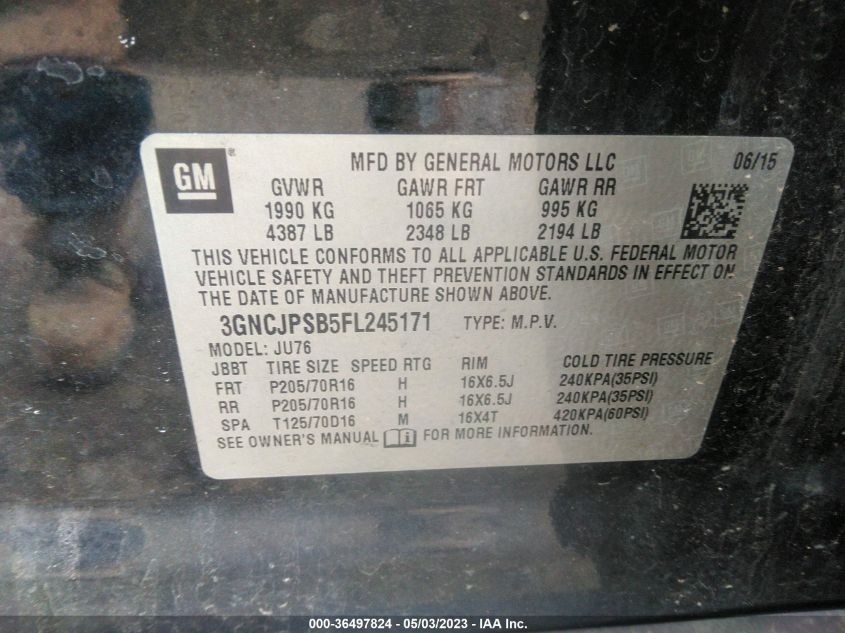 GM ® MFD BY GENERAL MOTORS LLC 06/15
GVWR GAWR FRT GAWR RR
1990 KG 1065 KG 995 KG
4387 LB 2348 LB 2194 LB
THIS VEHICLE CONFORMS TO ALL APPLICABLE U.S. FEDERAL MOTOR
VEHICLE SAFETY AND THEFT PREVENTION STANDARDS IN EFFECT ON
THE DATE OF MANUFACTURE SHOWN ABOVE.
3GNCJPSB5FL245171 TYPE: M.P.V.
MODEL: JU76
JBBT TIRE SIZE SPEED RTG RIM COLD TIRE PRESSURE
FRT P205/70R16 H 16X6.5J 240KPA(35PSI)
RR P205/70R16 H 16X6.5J 240KPA(35PSI)
SPA T125/70D16 M 16X4T 420KPA(60PSI)
SEE OWNER'S MANUAL FOR MORE INFORMATION.
000-36497824 - 05/03/2023 - IAA Inc.